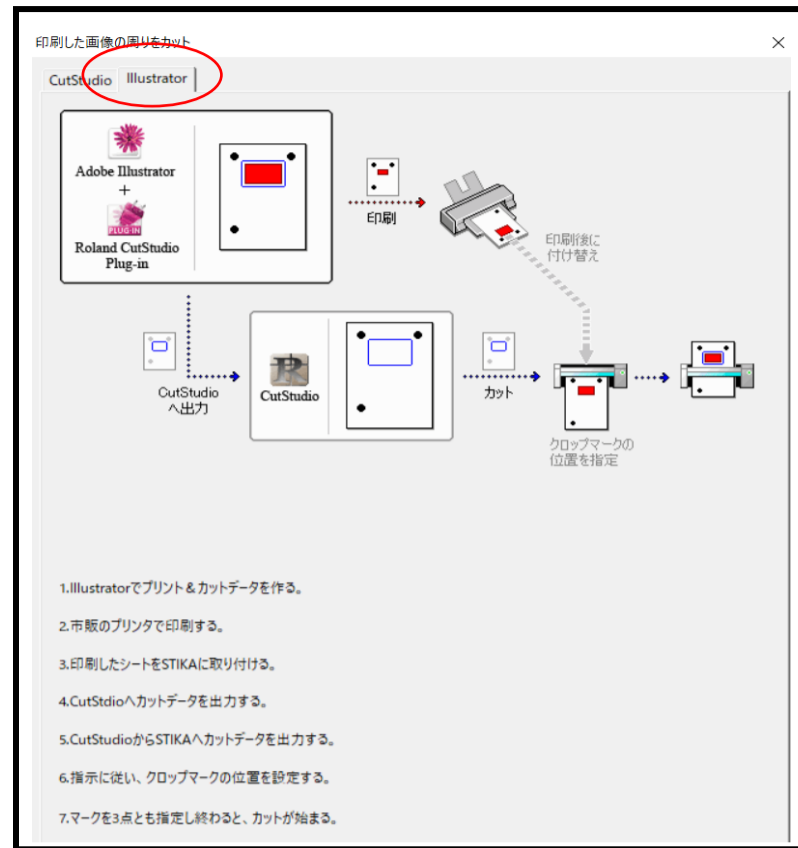 印刷した画像の周りをカット
CutStudio
Illustrator
Adobe Illustrator
+
PLUG-IN
Roland CutStudio
Plug-in
印刷
印刷後に
付け替え
CutStudio
へ出力
CutStudio
カット
クロップマークの
位置を指定
1.Illustratorでプリント＆カットデータを作る。
2.市販のプリンタで印刷する。
3.印刷したシートをSTIKAに取り付ける。
4.CutStdioへカットデータを出力する。
5.CutStudioからSTIKAへカットデータを出力する。
6.指示に従い、クロップマークの位置を設定する。
7.マークを3点とも指定し終わると、カットが始まる。